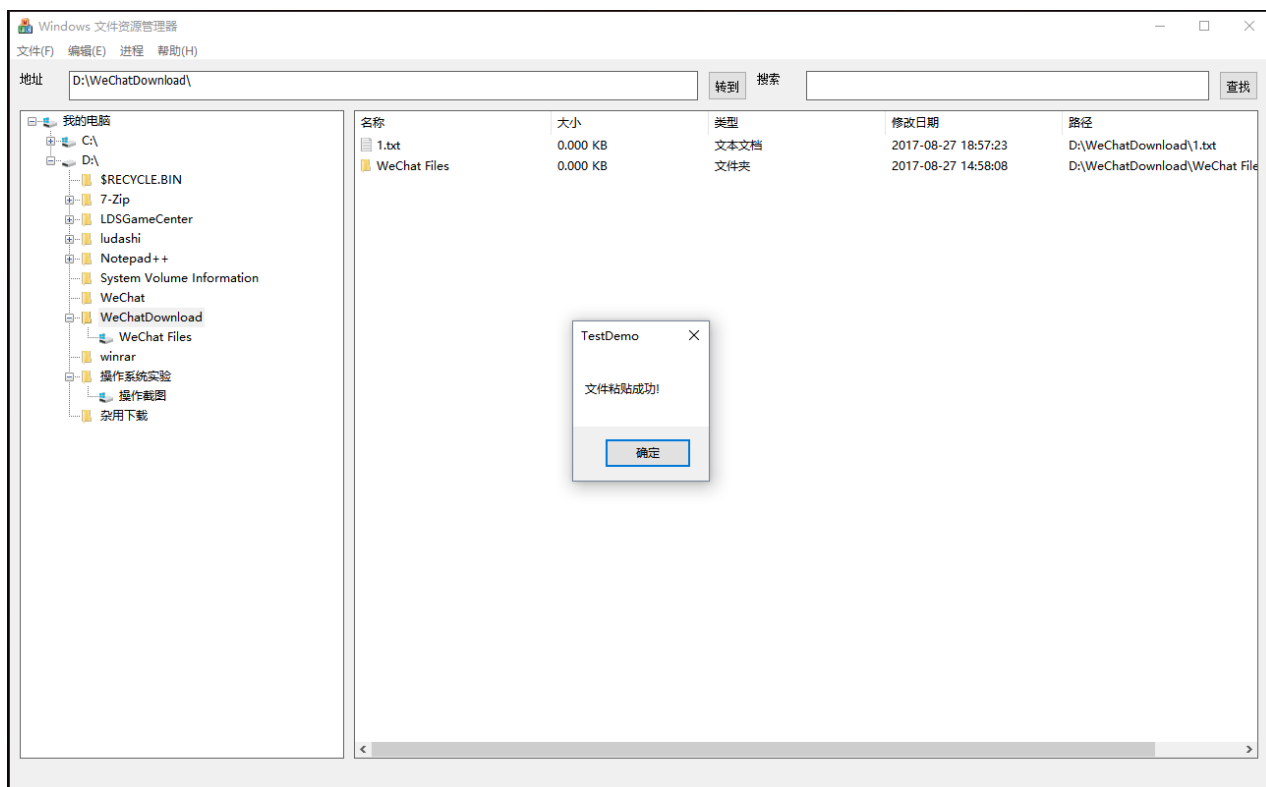 Windows 文件资源管理器
文件(F) 编辑(E) 进程 帮助(H)
地址 D:\WeChatDownload\ 转到 搜索 查找
我的电脑
C:\
D:\
$RECYCLE.BIN
7-Zip
LDSGameCenter
ludashi
Notepad++
System Volume Information
WeChat
WeChatDownload
WeChat Files
winrar
操作系统实验
操作截图
杂用下载
名称 大小 类型 修改日期 路径
1.txt 0.000 KB 文本文档 2017-08-27 18:57:23 D:\WeChatDownload\1.txt
WeChat Files 0.000 KB 文件夹 2017-08-27 14:58:08 D:\WeChatDownload\WeChat File
TestDemo
文件粘贴成功!
确定